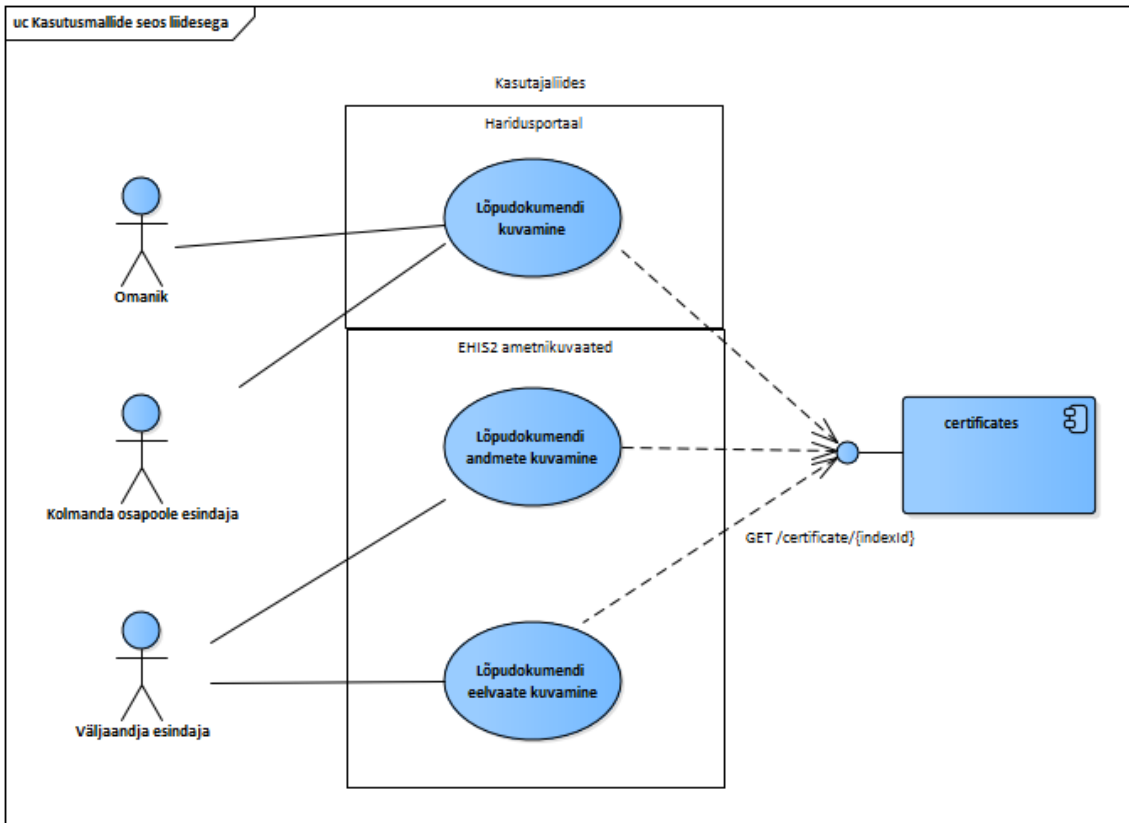 uc Kasutusmallide seos liidesega
Kasutajaliides
Haridusportaal
Lõpudokumendi
kuvamine
Omanik
EHIS2 ametnikuvaated
Lõpudokumendi
andmete kuvamine
certificates
Kolmanda osapoole esindaja
GET /certificate/{indexId}
Lõpudokumendi
eelvaate kuvamine
Väljaandja esindaja